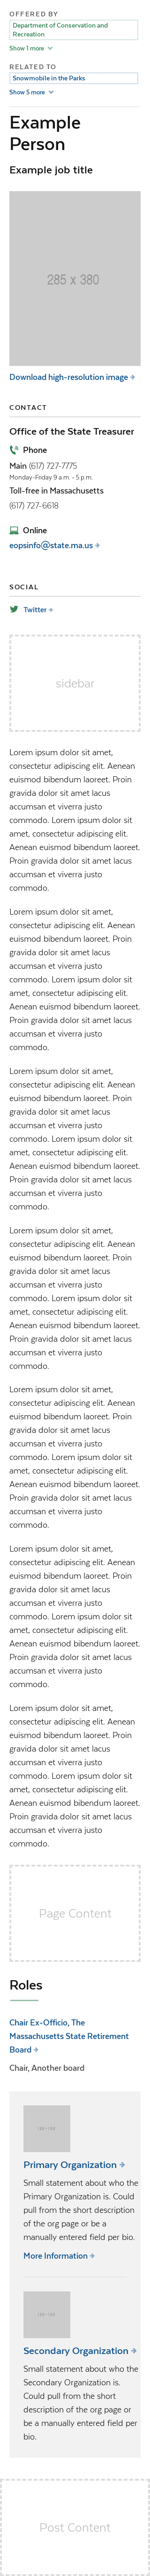 OFFERED BY
Department of Conservation and
Recreation
Show 1 more
RELATED TO
Snowmobile in the Parks
Show 5 more
Example
Person
Example job title
285 x 380
Download high-resolution image
CONTACT
Office of the State Treasurer
Phone
Main (617) 727-7775
Monday-Friday 9 a.m. - 5 p.m.
Toll-free in Massachusetts
(617) 727-6618
Online
eopsinfo@state.ma.us
SOCIAL
Twitter
sidebar
Lorem ipsum dolor sit amet,
consectetur adipiscing elit. Aenean
euismod bibendum laoreet. Proin
gravida dolor sit amet lacus
accumsan et viverra justo
commodo. Lorem ipsum dolor sit
amet, consectetur adipiscing elit.
Aenean euismod bibendum laoreet.
Proin gravida dolor sit amet lacus
accumsan et viverra justo
commodo.
Lorem ipsum dolor sit amet,
consectetur adipiscing elit. Aenean
euismod bibendum laoreet. Proin
gravida dolor sit amet lacus
accumsan et viverra justo
commodo. Lorem ipsum dolor sit
amet, consectetur adipiscing elit.
Aenean euismod bibendum laoreet.
Proin gravida dolor sit amet lacus
accumsan et viverra justo
commodo.
Lorem ipsum dolor sit amet,
consectetur adipiscing elit. Aenean
euismod bibendum laoreet. Proin
gravida dolor sit amet lacus
accumsan et viverra justo
commodo. Lorem ipsum dolor sit
amet, consectetur adipiscing elit.
Aenean euismod bibendum laoreet.
Proin gravida dolor sit amet lacus
accumsan et viverra justo
commodo.
Lorem ipsum dolor sit amet,
consectetur adipiscing elit. Aenean
euismod bibendum laoreet. Proin
gravida dolor sit amet lacus
accumsan et viverra justo
commodo. Lorem ipsum dolor sit
amet, consectetur adipiscing elit.
Aenean euismod bibendum laoreet.
Proin gravida dolor sit amet lacus
accumsan et viverra justo
commodo.
Lorem ipsum dolor sit amet,
consectetur adipiscing elit. Aenean
euismod bibendum laoreet. Proin
gravida dolor sit amet lacus
accumsan et viverra justo
commodo. Lorem ipsum dolor sit
amet, consectetur adipiscing elit.
Aenean euismod bibendum laoreet.
Proin gravida dolor sit amet lacus
accumsan et viverra justo
commodo.
Lorem ipsum dolor sit amet,
consectetur adipiscing elit. Aenean
euismod bibendum laoreet. Proin
gravida dolor sit amet lacus
accumsan et viverra justo
commodo. Lorem ipsum dolor sit
amet, consectetur adipiscing elit.
Aenean euismod bibendum laoreet.
Proin gravida dolor sit amet lacus
accumsan et viverra justo
commodo.
Lorem ipsum dolor sit amet,
consectetur adipiscing elit. Aenean
euismod bibendum laoreet. Proin
gravida dolor sit amet lacus
accumsan et viverra justo
commodo. Lorem ipsum dolor sit
amet, consectetur adipiscing elit.
Aenean euismod bibendum laoreet.
Proin gravida dolor sit amet lacus
accumsan et viverra justo
commodo.
Page Content
Roles
Chair Ex-Officio, The
Massachusetts State Retirement
Board
Chair, Another board
Primary Organization
Small statement about who the
Primary Organization is. Could
pull from the short description
of the org page or be a
manually entered field per bio.
More Information
Secondary Organization
Small statement about who the
Secondary Organization is.
Could pull from the short
description of the org page or
be a manually entered field per
bio.
Post Content